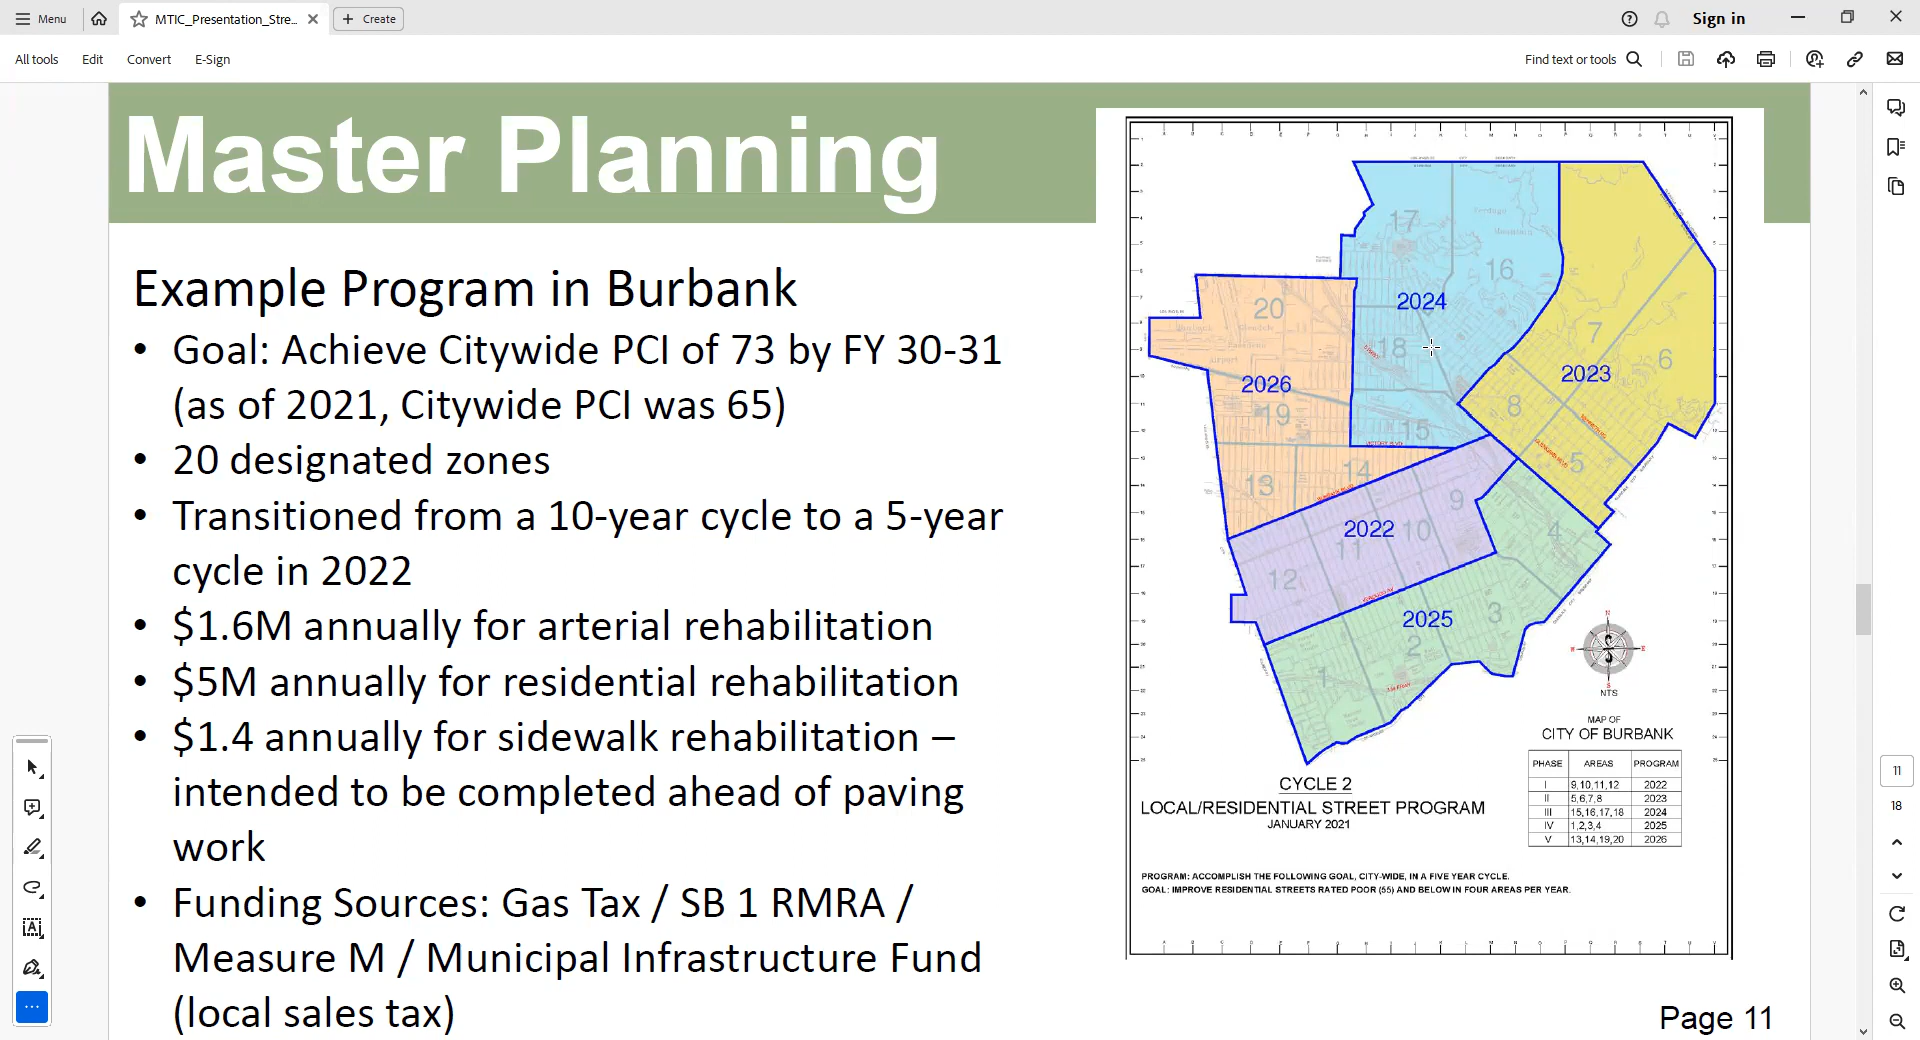 Menu
MTIC_Presentation_Stre...
Create
Sign in
All tools
Edit
Convert
E-Sign
Find text or tools
Master Planning
Example Program in Burbank
• Goal: Achieve Citywide PCI of 73 by FY 30-31
(as of 2021, Citywide PCI was 65)
• 20 designated zones
• Transitioned from a 10-year cycle to a 5-year
cycle in 2022
• $1.6M annually for arterial rehabilitation
• $5M annually for residential rehabilitation
• $1.4 annually for sidewalk rehabilitation –
intended to be completed ahead of paving
work
• Funding Sources: Gas Tax / SB 1 RMRA /
Measure M / Municipal Infrastructure Fund
(local sales tax)
17
16
2024
18
15
VICTORY BLVD
20
2026
19
13
14
7
6
2023
8
5
9
2022
10
11
12
4
2025
3
2
1
N
S
NTS
MAP OF
CITY OF BURBANK
PHASE AREAS PROGRAM
I 9,10,11,12 2022
II 5,6,7,8 2023
III 15,16,17,18 2024
IV 1,2,3,4 2025
V 13,14,19,20 2026
CYCLE 2
LOCAL/RESIDENTIAL STREET PROGRAM
JANUARY 2021
PROGRAM: ACCOMPLISH THE FOLLOWING GOAL, CITY-WIDE, IN A FIVE YEAR CYCLE.
GOAL: IMPROVE RESIDENTIAL STREETS RATED POOR (55) AND BELOW IN FOUR AREAS PER YEAR.
Page 11
11
18